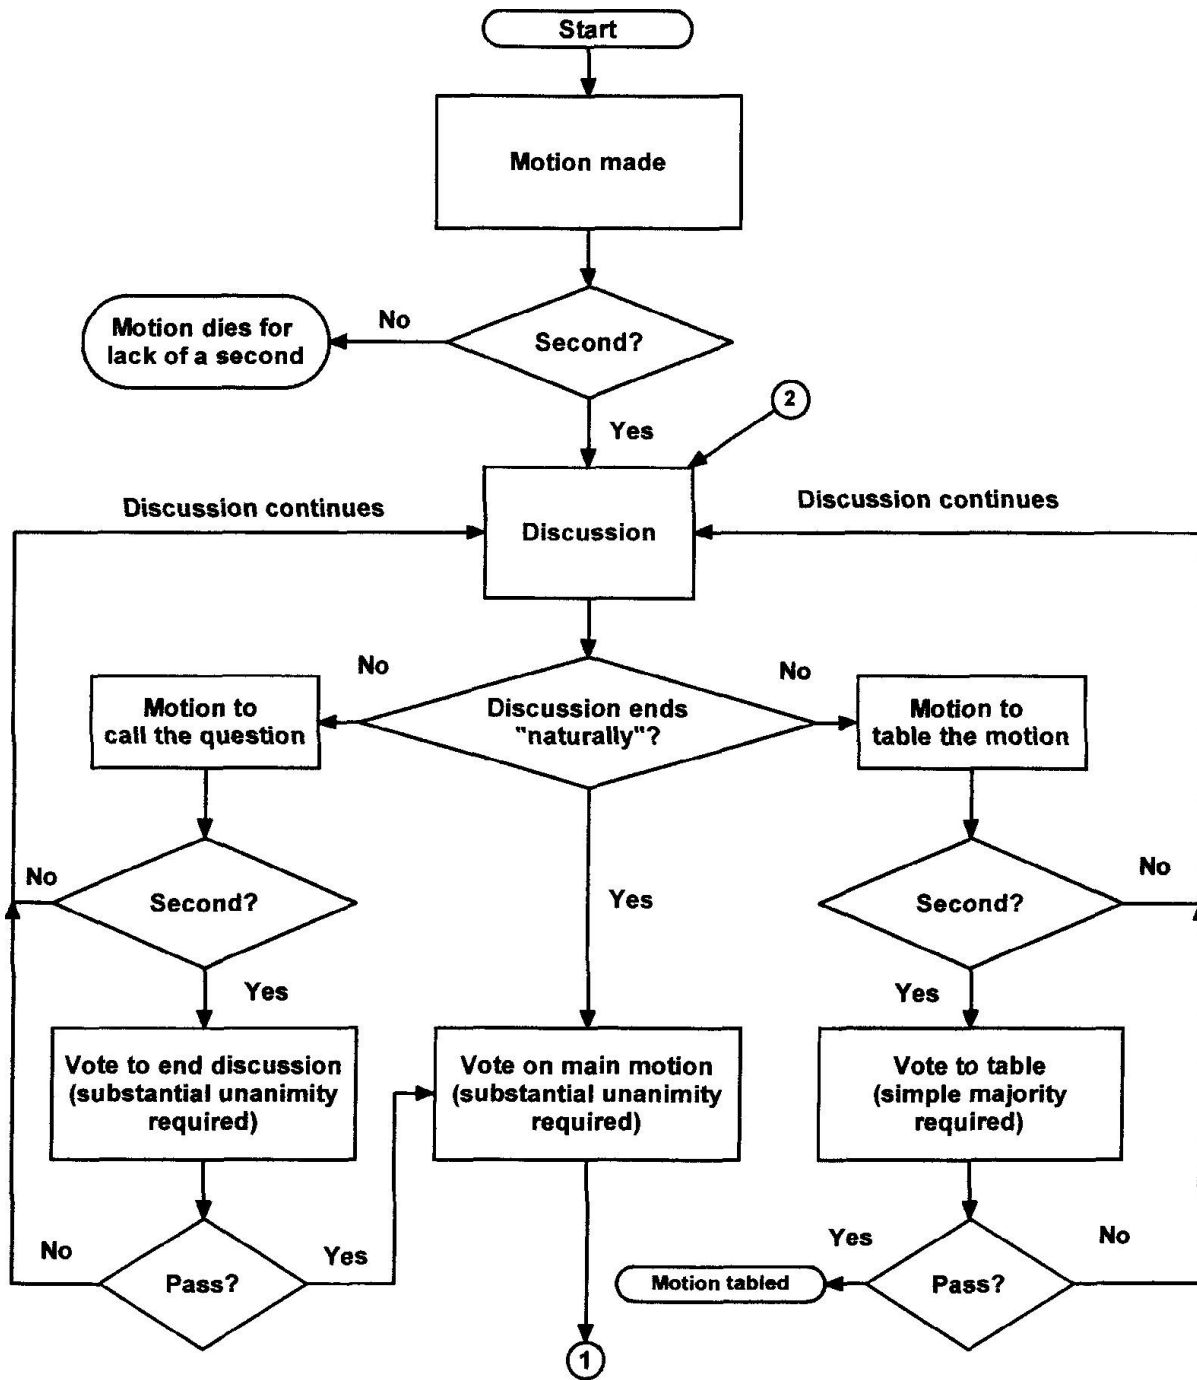 Start
Motion made
Second?
No
Motion dies for
lack of a second
Yes
2
Discussion continues
Discussion
Discussion continues
No
Discussion ends
"naturally"?
No
Motion to
call the question
Motion to
table the motion
No
Second?
Yes
Yes
Second?
No
Yes
Vote to end discussion
(substantial unanimity
required)
Vote on main motion
(substantial unanimity
required)
Vote to table
(simple majority
required)
No
Pass?
Yes
Yes
Motion tabled
Pass?
No
1